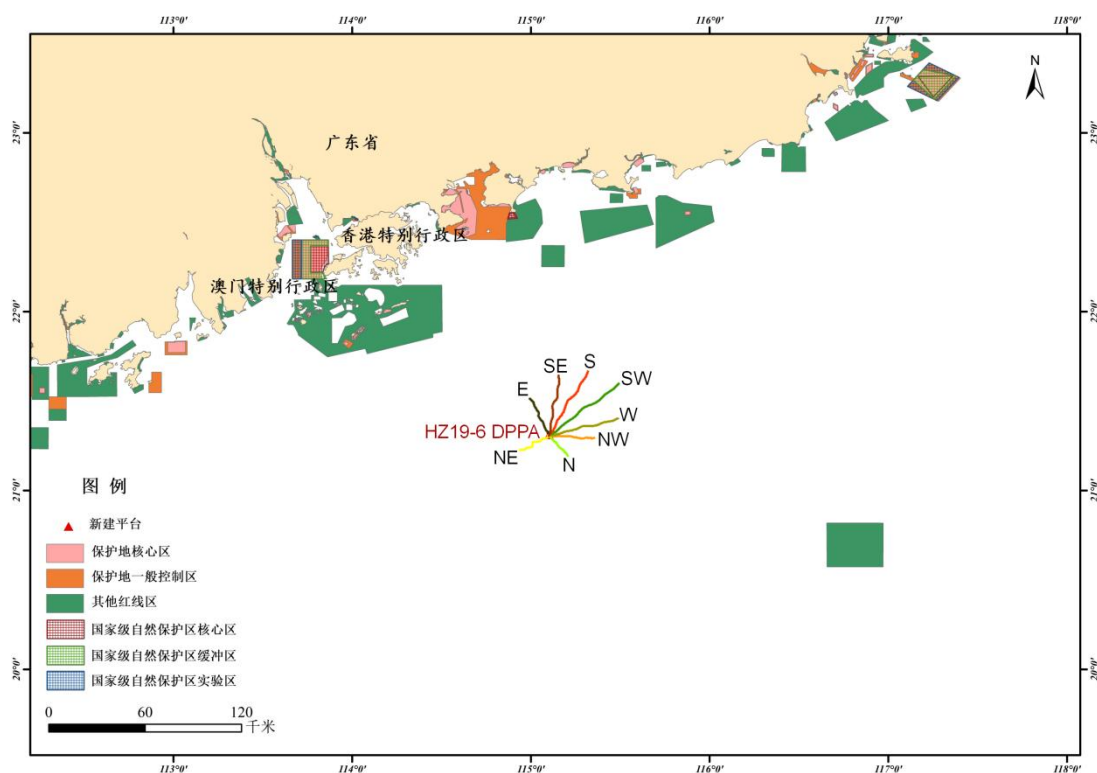 113°0' 114°0' 115°0' 116°0' 117°0' 118°0'
N
23°0' 23°0'
广东省
香港特别行政区
澳门特别行政区
22°0' 22°0'
SE S
SW
E
W
HZ19-6 DPPA
NW
NE
N
21°0' 21°0'
图 例
新建平台
保护地核心区
保护地一般控制区
其他红线区
国家级自然保护区核心区
国家级自然保护区缓冲区
国家级自然保护区实验区
20°0' 20°0'
0 60 120
千米
113°0' 114°0' 115°0' 116°0' 117°0' 118°0'